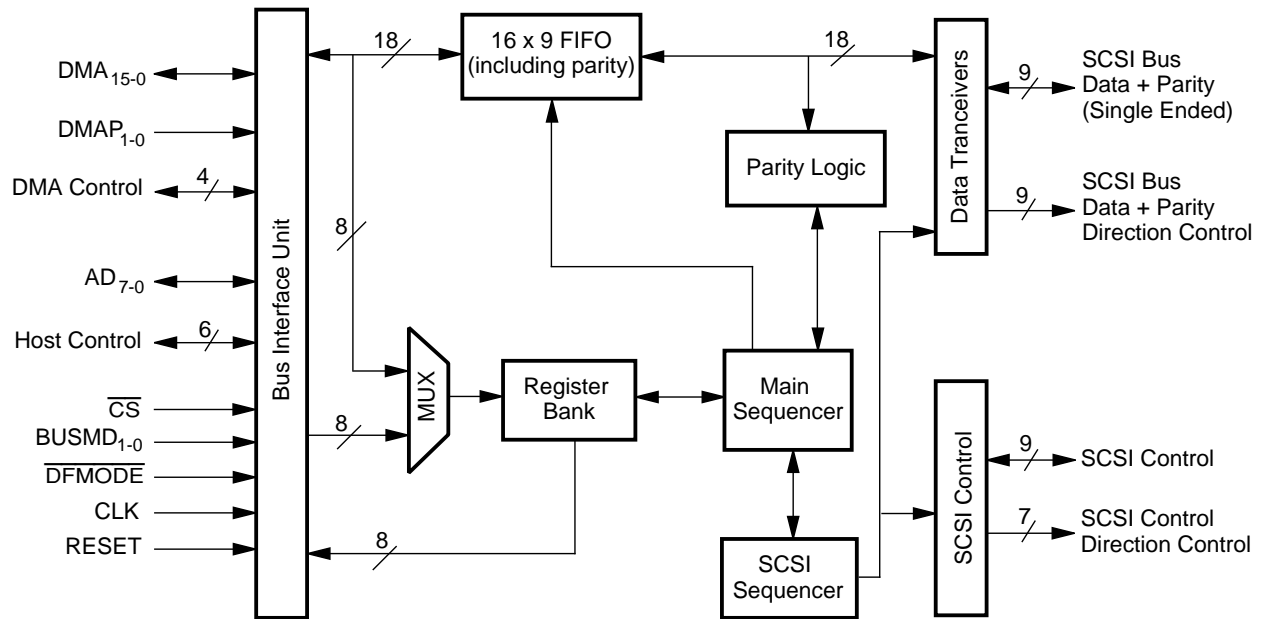 DMA15-0
DMAP1-0
DMA Control
4
AD7-0
Host Control
6
CS
BUSMD1-0
DFMODE
CLK
RESET
Bus Interface Unit
18
8
8
8
16 x 9 FIFO
(including parity)
18
Parity Logic
MUX
Register
Bank
Main
Sequencer
SCSI
Sequencer
Data Tranceivers
9
SCSI Bus
Data + Parity
(Single Ended)
9
SCSI Bus
Data + Parity
Direction Control
SCSI Control
9
SCSI Control
7
SCSI Control
Direction Control